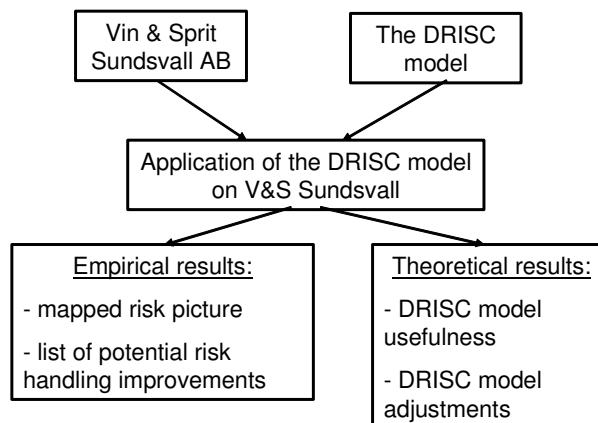 Vin & Sprit
Sundsvall AB
The DRISC
model
Application of the DRISC model
on V&S Sundsvall
Empirical results:
- mapped risk picture
- list of potential risk
handling improvements
Theoretical results:
- DRISC model
usefulness
- DRISC model
adjustments